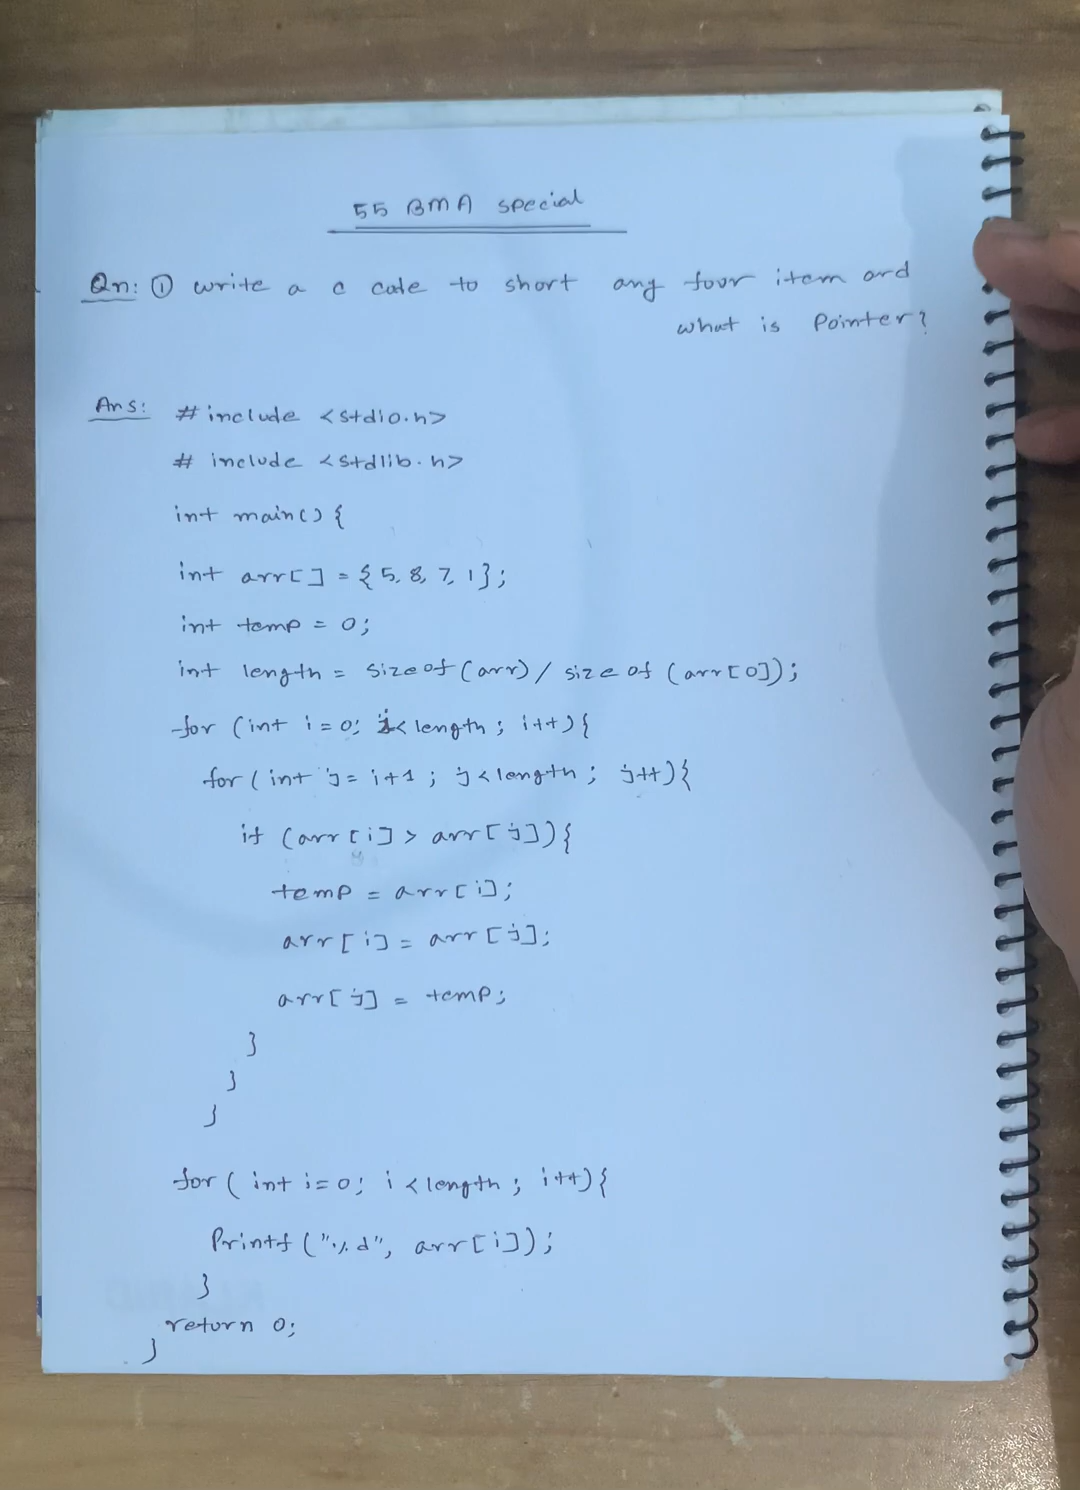 55 BMA special
Qn: ① write a c code to short any four item and
what is Pointer?
Ans: # include <stdio.h>
# include <stdlib.h>
int main() {
int arr[] = {5, 8, 7, 1};
int temp = 0;
int length = sizeof(arr) / size of (arr[0]);
for (int i = 0; i < length; i++) {
for (int j = i+1; j < length; j++) {
if (arr[i] > arr[j]) {
temp = arr[i];
arr[i] = arr[j];
arr[j] = temp;
}
}
}
for (int i = 0; i < length; i++) {
Printf ("%d", arr[i]);
}
return 0;
}